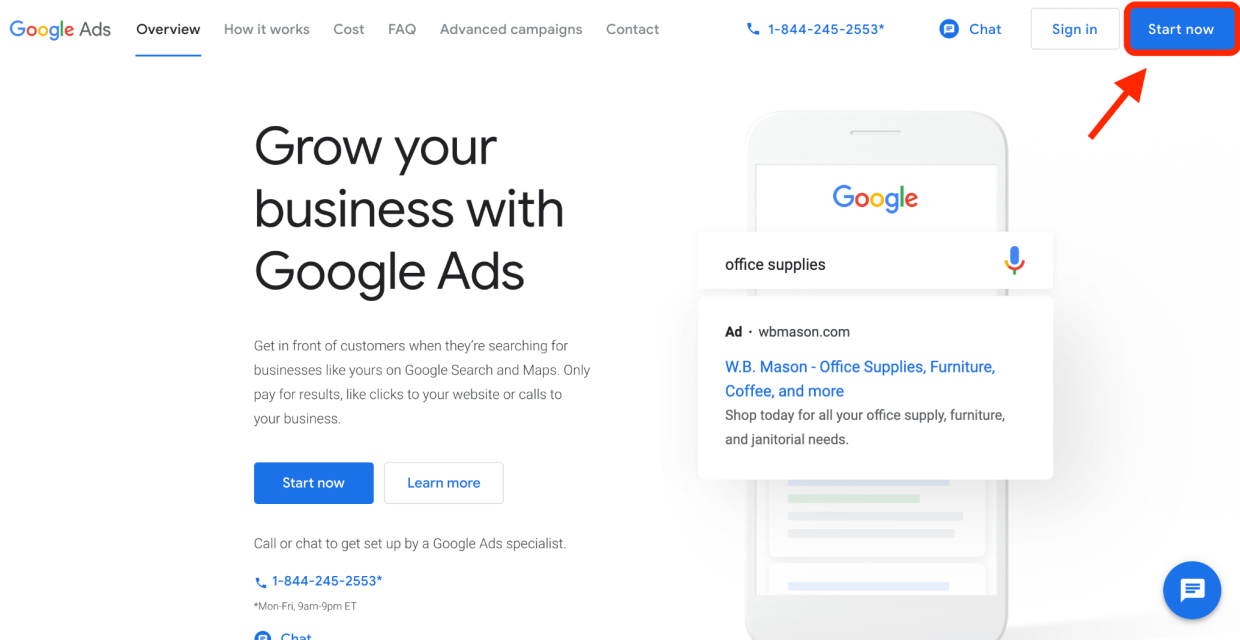 Google Ads Overview How it works Cost FAQ Advanced campaigns Contact 1-844-245-2553* Chat Sign in Start now
Grow your
business with
Google Ads
Get in front of customers when they're searching for
businesses like yours on Google Search and Maps. Only
pay for results, like clicks to your website or calls to
your business.
Start now Learn more
Call or chat to get set up by a Google Ads specialist.
1-844-245-2553*
*Mon-Fri, 9am-9pm ET
Chat
Google
office supplies
Ad · wbmason.com
W.B. Mason - Office Supplies, Furniture,
Coffee, and more
Shop today for all your office supply, furniture,
and janitorial needs.